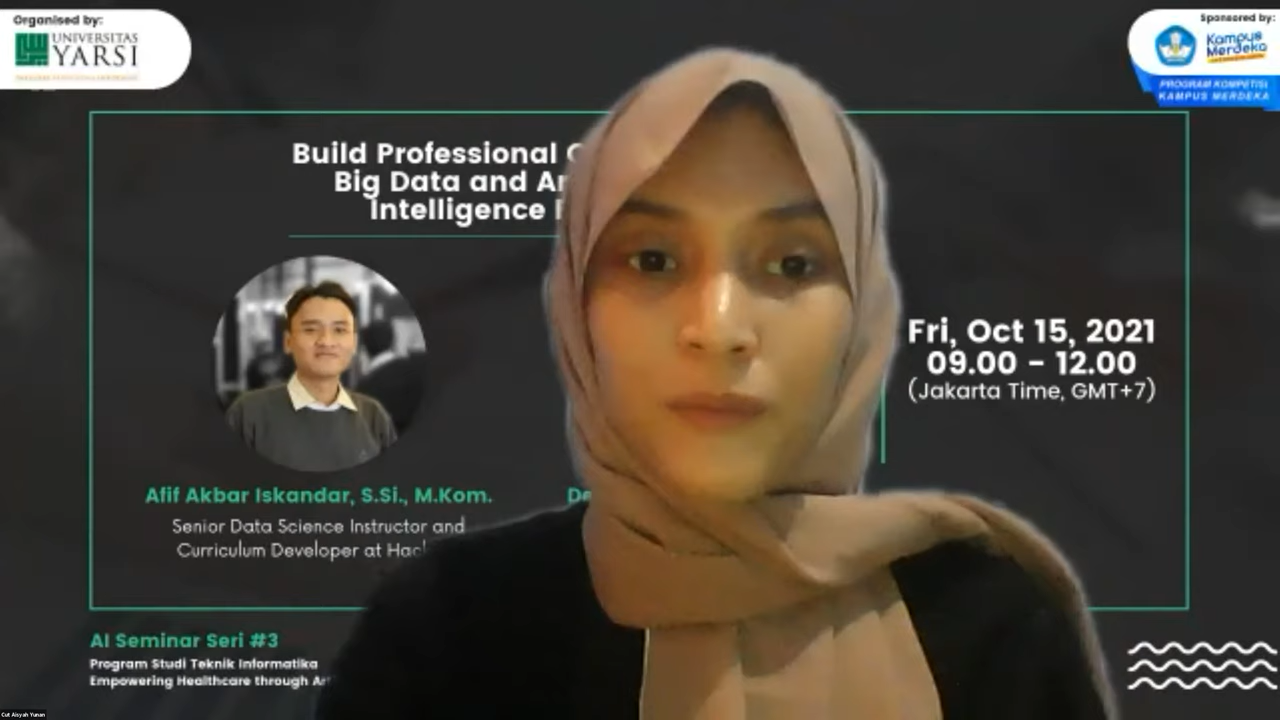 Organised by:
UNIVERSITAS
YARSI
Sponsored by:
Kampus
Merdeka
PROGRAM KOMPETISI
KAMPUS MERDEKA
Build Professional
Big Data and
Intelligence
Afif Akbar Iskandar, S.Si., M.Kom.
Senior Data Science Instructor and
Curriculum Developer at
Fri, Oct 15, 2021
09.00 - 12.00
(Jakarta Time, GMT+7)
AI Seminar Seri #3
Program Studi Teknik Informatika
Empowering Healthcare through
Cut Aisyah Yunan